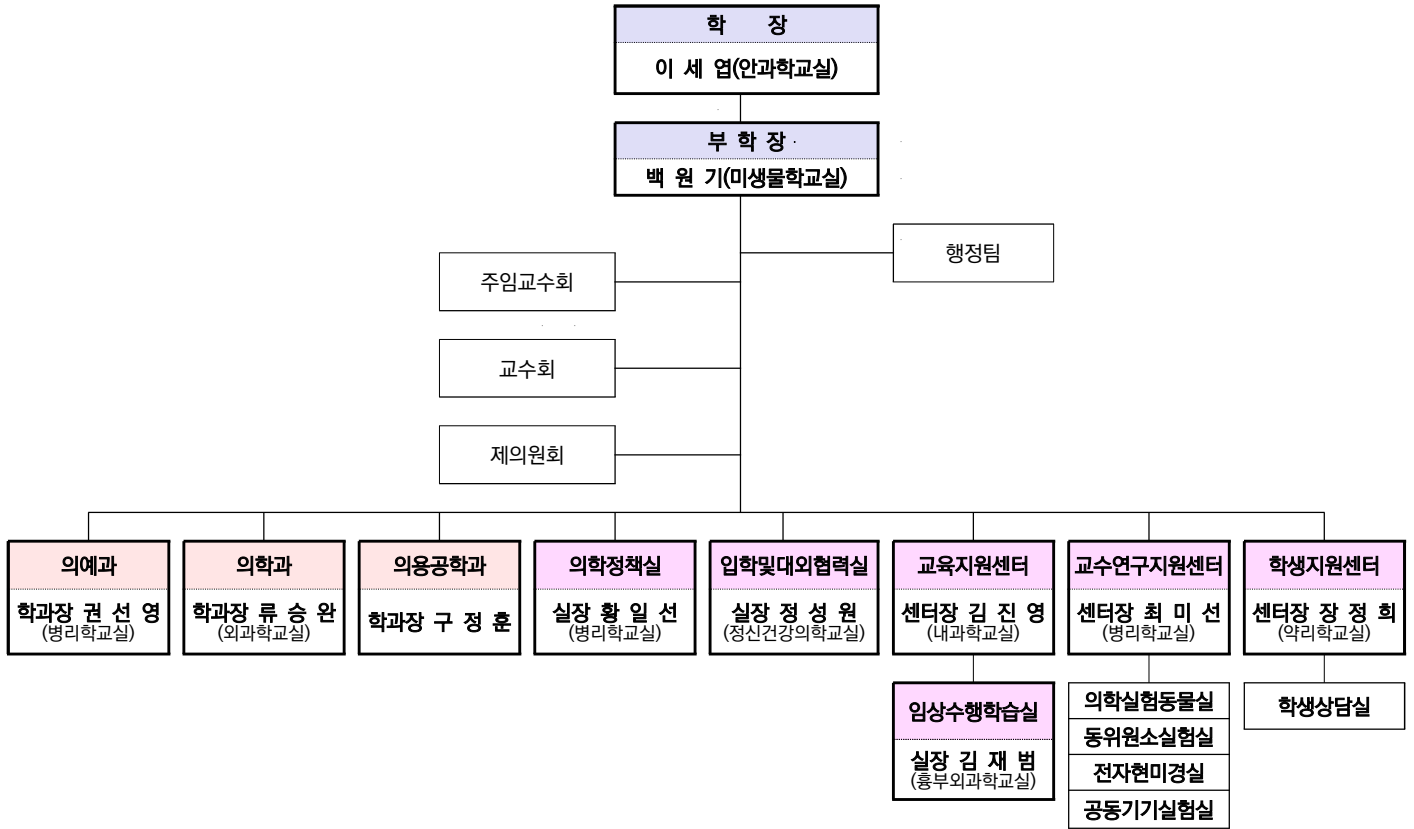 학 장
이 세 엽(안과학교실)
부 학 장
백 원 기(미생물학교실)
행정팀
주임교수회
교수회
제의원회
의예과
학과장 권 선 영
(병리학교실)
의학과
학과장 류 승 완
(외과학교실)
의용공학과
학과장 구 정 훈
의학정책실
실장 황 일 선
(병리학교실)
입학및대외협력실
실장 정 성 원
(정신건강의학교실)
교육지원센터
센터장 김 진 영
(내과학교실)
교수연구지원센터
센터장 최 미 선
(병리학교실)
학생지원센터
센터장 장 정 희
(약리학교실)
임상수행학습실
실장 김 재 범
(흉부외과학교실)
의학실험동물실
동위원소실험실
전자현미경실
공동기기실험실
학생상담실